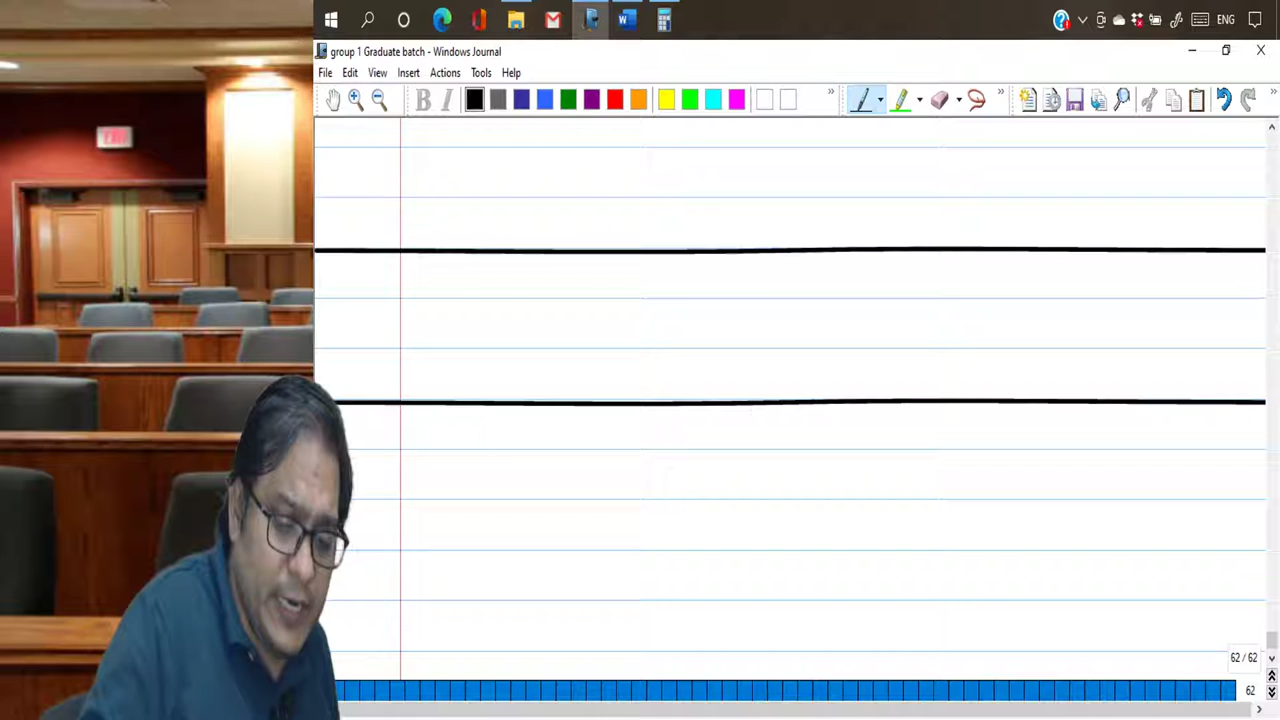 ENG
group 1 Graduate batch - Windows Journal
File Edit View Insert Actions Tools Help
B I
62 / 62
62